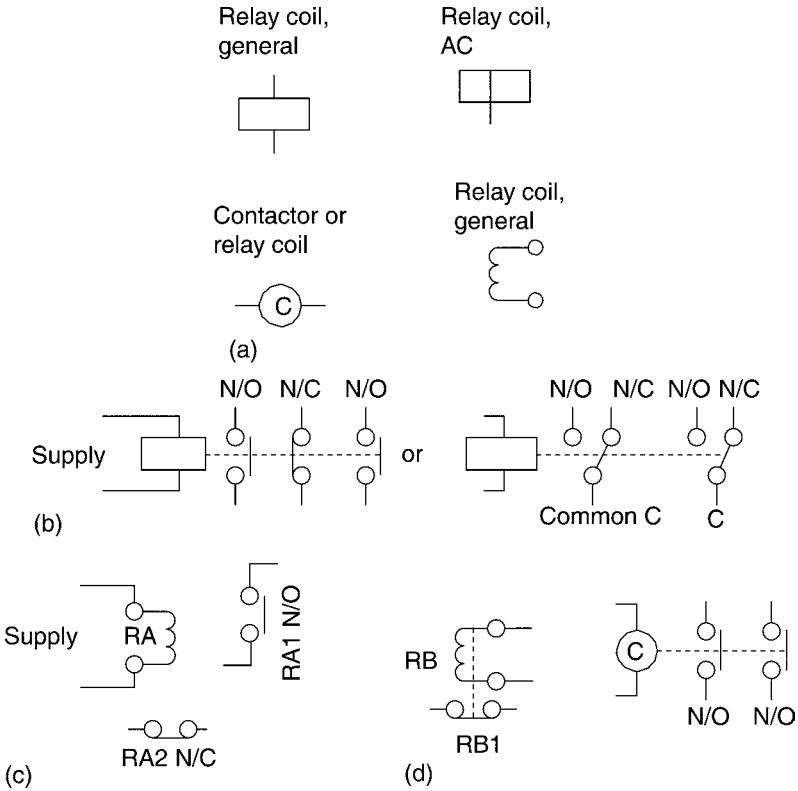 Relay coil,
general
Relay coil,
AC
Contactor or
relay coil
Relay coil,
general
C
(a)
N/O N/C N/O
N/O N/C N/O N/C
Supply
or
Common C
C
(b)
Supply
RA
RA1 N/O
RA2 N/C
(c)
RB
RB1
C
N/O N/O
(d)